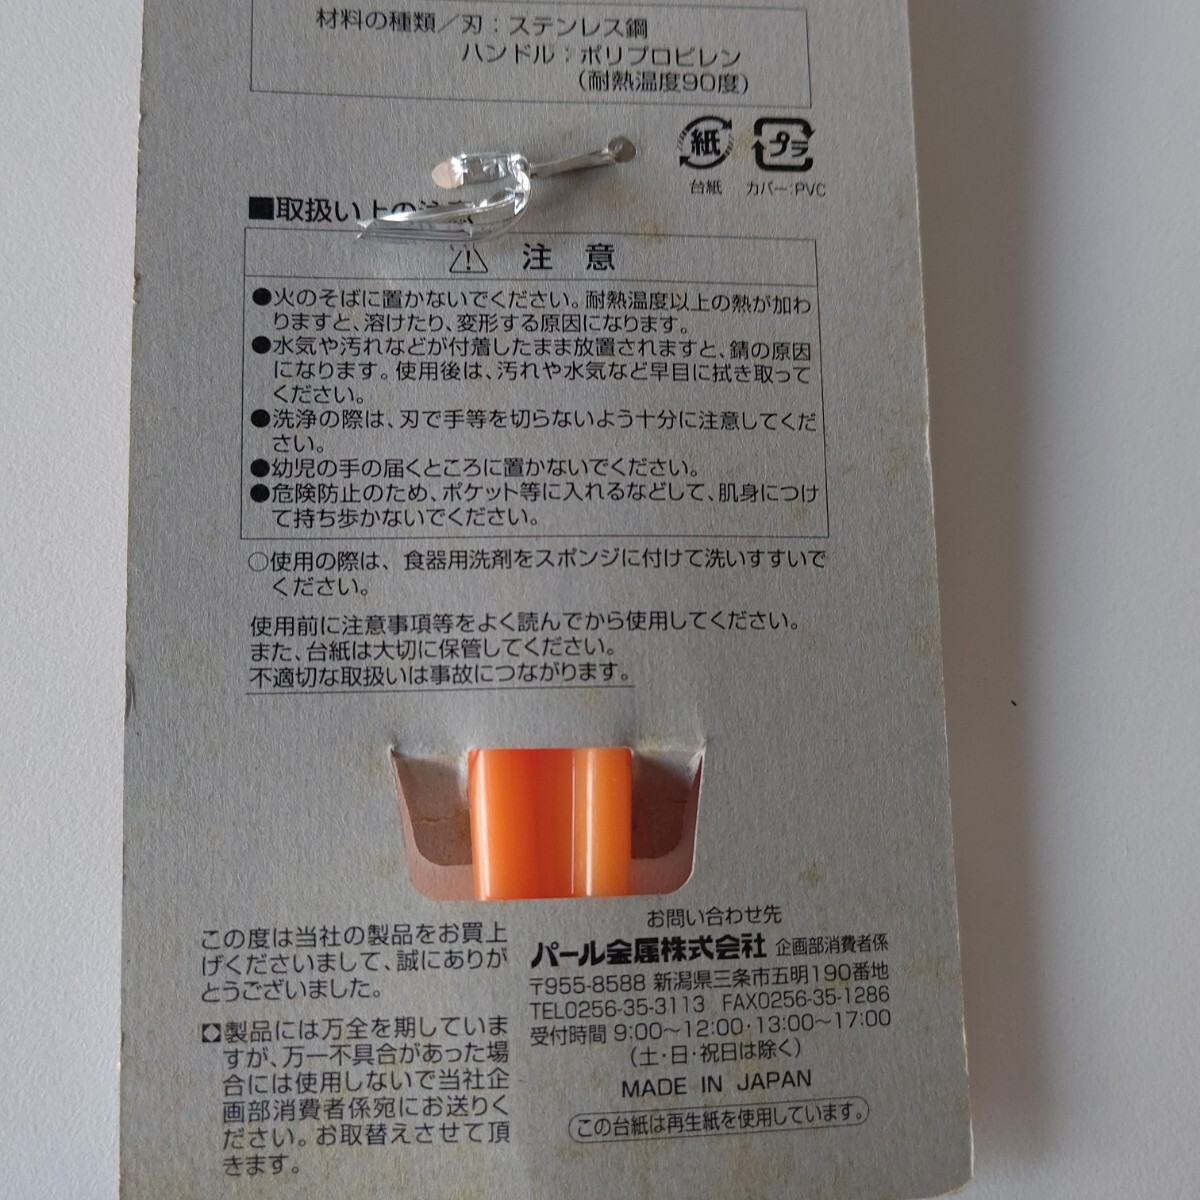 材料の種類／刃：ステンレス鋼
ハンドル：ポリプロピレン
(耐熱温度90度)
紙
プラ
台紙
カバー：PVC
■取扱い上の注意
注意
●火のそばに置かないでください。耐熱温度以上の熱が加わ
りますと、溶けたり、変形する原因になります。
●水気や汚れなどが付着したまま放置されますと、錆の原因
になります。使用後は、汚れや水気など早目に拭き取って
ください。
●洗浄の際は、刃で手等を切らないよう十分に注意してくだ
さい。
●幼児の手の届くところに置かないでください。
●危険防止のため、ポケット等に入れるなどして、肌身につけ
て持ち歩かないでください。
○使用の際は、食器用洗剤をスポンジに付けて洗いすすいで
ください。
使用前に注意事項等をよく読んでから使用してください。
また、台紙は大切に保管してください。
不適切な取扱いは事故につながります。
この度は当社の製品をお買上
げくださいまして、誠にありが
とうございました。
製品には万全を期していま
すが、万一不具合があった場
合には使用しないで当社企
画部消費者係宛にお送りく
ださい。お取替えさせて頂
きます。
お問い合わせ先
パール金属株式会社 企画部消費者係
〒955-8588 新潟県三条市五明190番地
TEL0256-35-3113 FAX0256-35-1286
受付時間 9:00～12:00・13:00～17:00
(土・日・祝日は除く)
MADE IN JAPAN
この台紙は再生紙を使用しています。